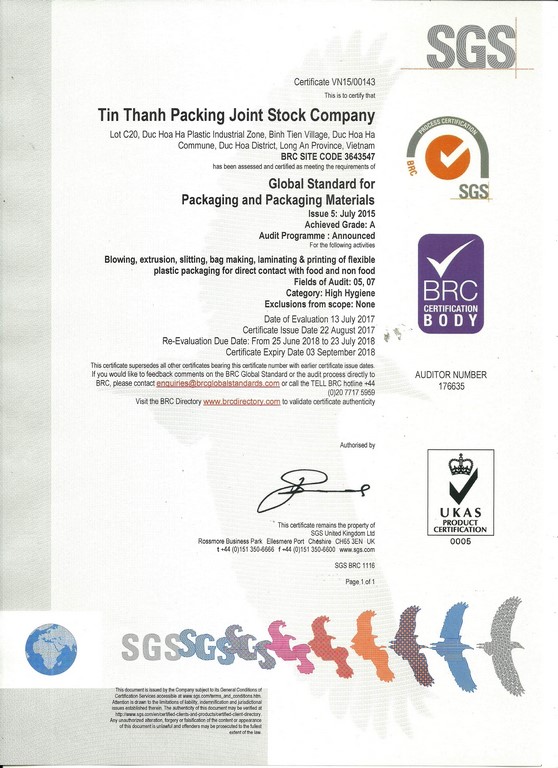 SGS
Certificate VN15/00143
This is to certify that
Tin Thanh Packing Joint Stock Company
Lot C20, Duc Hoa Ha Plastic Industrial Zone, Binh Tien Village, Duc Hoa Ha
Commune, Duc Hoa District, Long An Province, Vietnam
BRC SITE CODE 3643547
has been assessed and certified as meeting the requirements of
Global Standard for
Packaging and Packaging Materials
Issue 5: July 2015
Achieved Grade: A
Audit Programme : Announced
For the following activities
Blowing, extrusion, slitting, bag making, laminating & printing of flexible
plastic packaging for direct contact with food and non food
Fields of Audit: 05, 07
Category: High Hygiene
Exclusions from scope: None
Date of Evaluation 13 July 2017
Certificate Issue Date 22 August 2017
Re-Evaluation Due Date: From 25 June 2018 to 23 July 2018
Certificate Expiry Date 03 September 2018
This certificate supersedes all other certificates bearing this certificate number with earlier certificate issue dates.
If you would like to feedback comments on the BRC Global Standard or the audit process directly to
BRC, please contact enquiries@brcglobalstandards.com or call the TELL BRC hotline +44
(0)20 7717 5959
Visit the BRC Directory www.brcdirectory.com to validate certificate authenticity
PROCESS CERTIFICATION
BRC
SGS
BRC
CERTIFICATION
BODY
AUDITOR NUMBER
176635
Authorised by
This certificate remains the property of
SGS United Kingdom Ltd
Rossmore Business Park Ellesmere Port Cheshire CH65 3EN UK
t +44 (0)151 350-6666 f +44 (0)151 350-6600 www.sgs.com
SGS BRC 1116
Page 1 of 1
UKAS
PRODUCT
CERTIFICATION
0005
SGS SGS SGS
This document is issued by the Company subject to its General Conditions of
Certification Services accessible at www.sgs.com/terms_and_conditions.htm.
Attention is drawn to the limitations of liability, indemnification and jurisdictional
issues established therein. The authenticity of this document may be verified at
http://www.sgs.com/en/certified-clients-and-products/certified-client-directory.
Any unauthorized alteration, forgery or falsification of the content or appearance
of this document is unlawful and offenders may be prosecuted to the fullest
extent of the law.